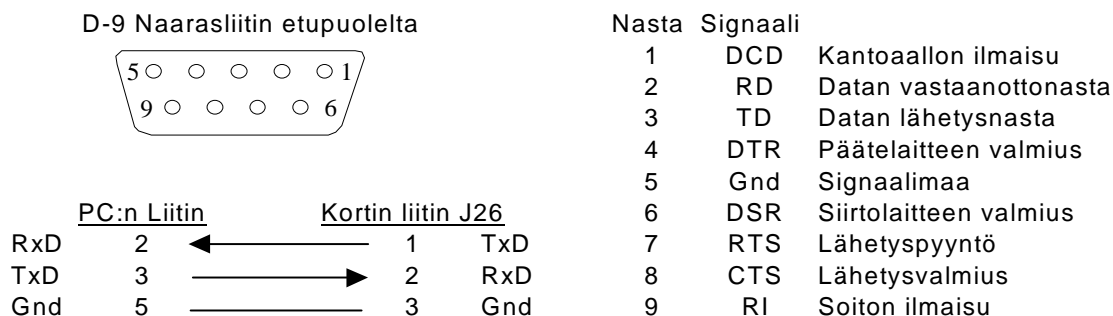 D-9 Naarasliitin etupuolelta
5 1
9 6
PC:n Liitin Kortin liitin J26
RxD 2 1 TxD
TxD 3 2 RxD
Gnd 5 3 Gnd
Nasta Signaali
1 DCD Kantoaallon ilmaisu
2 RD Datan vastaanottonasta
3 TD Datan lähetysnasta
4 DTR Päätelaitteen valmius
5 Gnd Signaalimaa
6 DSR Siirtolaitteen valmius
7 RTS Lähetyspyyntö
8 CTS Lähetysvalmius
9 RI Soiton ilmaisu